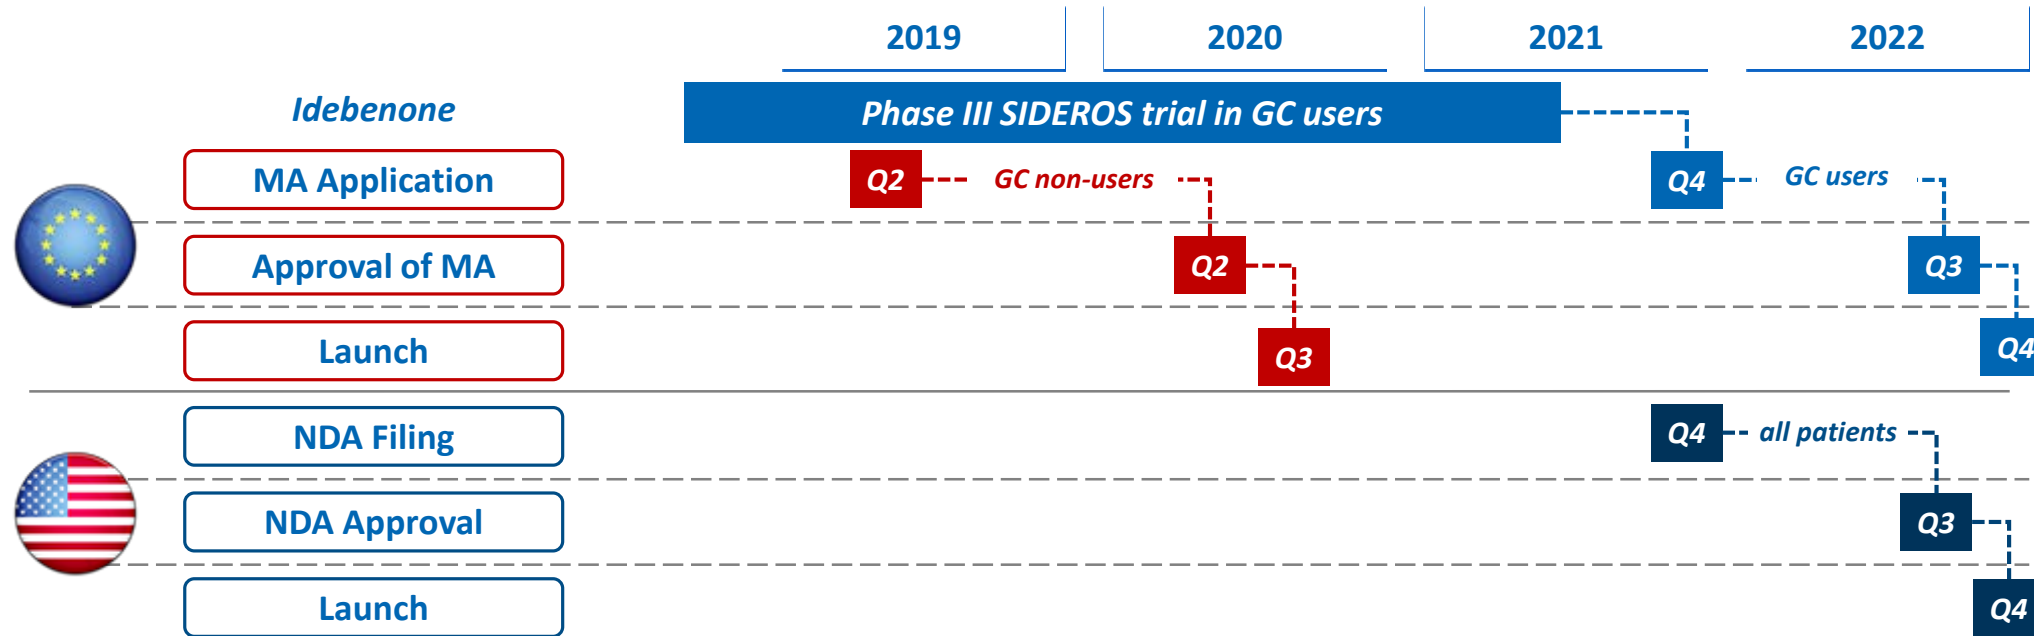 2019 2020 2021 2022
Idebenone Phase III SIDEROS trial in GC users
MA Application Q2 GC non-users Q4 GC users
Approval of MA Q2 Q3
Launch Q3 Q4
NDA Filing Q4 all patients
NDA Approval Q3
Launch Q4